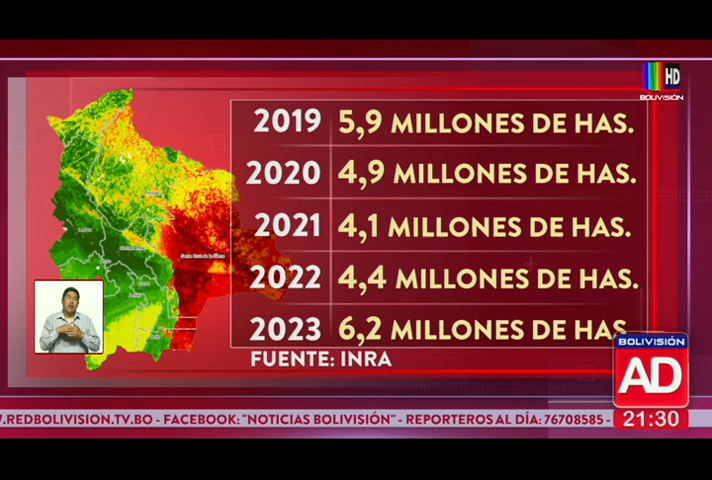 HD
BOLIVISIÓN
2019 5,9 MILLONES DE HAS.
2020 4,9 MILLONES DE HAS.
2021 4,1 MILLONES DE HAS.
2022 4,4 MILLONES DE HAS.
2023 6,2 MILLONES DE HAS
FUENTE: INRA
BOLIVISIÓN
AD
21:30
.REDBOLIVISION.TV.BO - FACEBOOK: "NOTICIAS BOLIVISIÓN" - REPORTEROS AL DÍA: 76708585 -